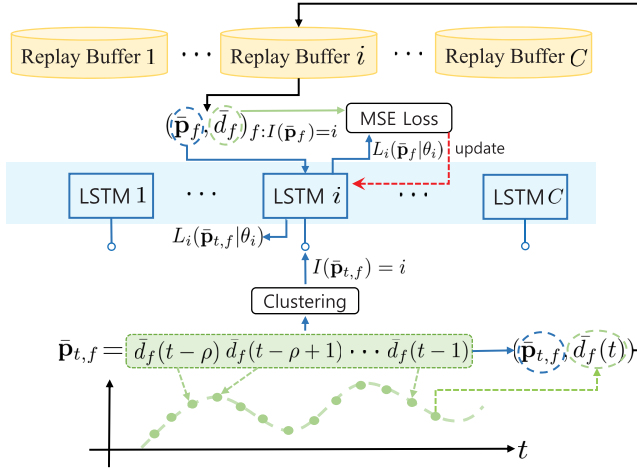 Replay Buffer 1 ··· Replay Buffer i ··· Replay Buffer C
(p̄_f, d̄_f)_{f:I(p̄_f)=i}
MSE Loss
L_i(p̄_f|θ_i) update
LSTM 1 ··· LSTM i ··· LSTM C
L_i(p̄_{t,f}|θ_i)
I(p̄_{t,f}) = i
Clustering
p̄_{t,f} = d̄_f(t−ρ) d̄_f(t−ρ+1) ··· d̄_f(t−1) (p̄_{t,f}, d̄_f(t))
t